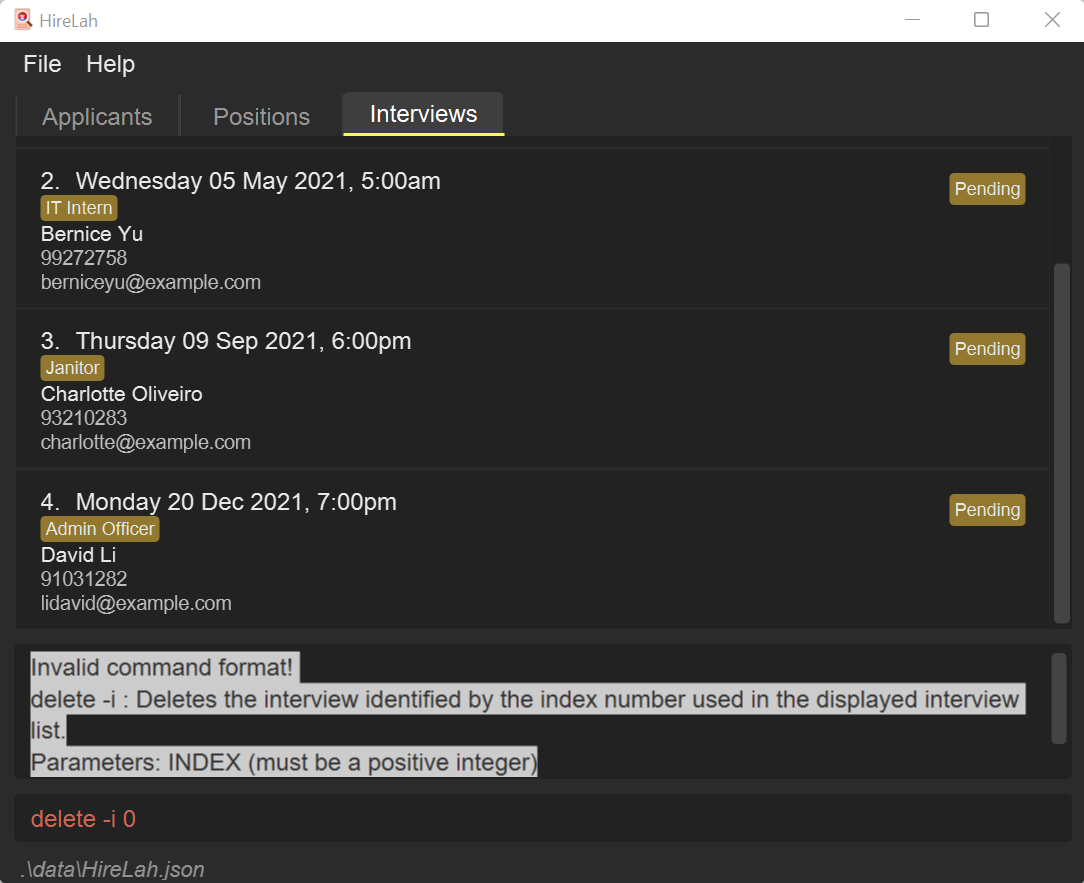 HireLah
File Help
Applicants Positions Interviews
2. Wednesday 05 May 2021, 5:00am
Pending
IT Intern
Bernice Yu
99272758
berniceyu@example.com
3. Thursday 09 Sep 2021, 6:00pm
Pending
Janitor
Charlotte Oliveiro
93210283
charlotte@example.com
4. Monday 20 Dec 2021, 7:00pm
Pending
Admin Officer
David Li
91031282
lidavid@example.com
Invalid command format!
delete -i : Deletes the interview identified by the index number used in the displayed interview
list.
Parameters: INDEX (must be a positive integer)
delete -i 0
.\data\HireLah.json